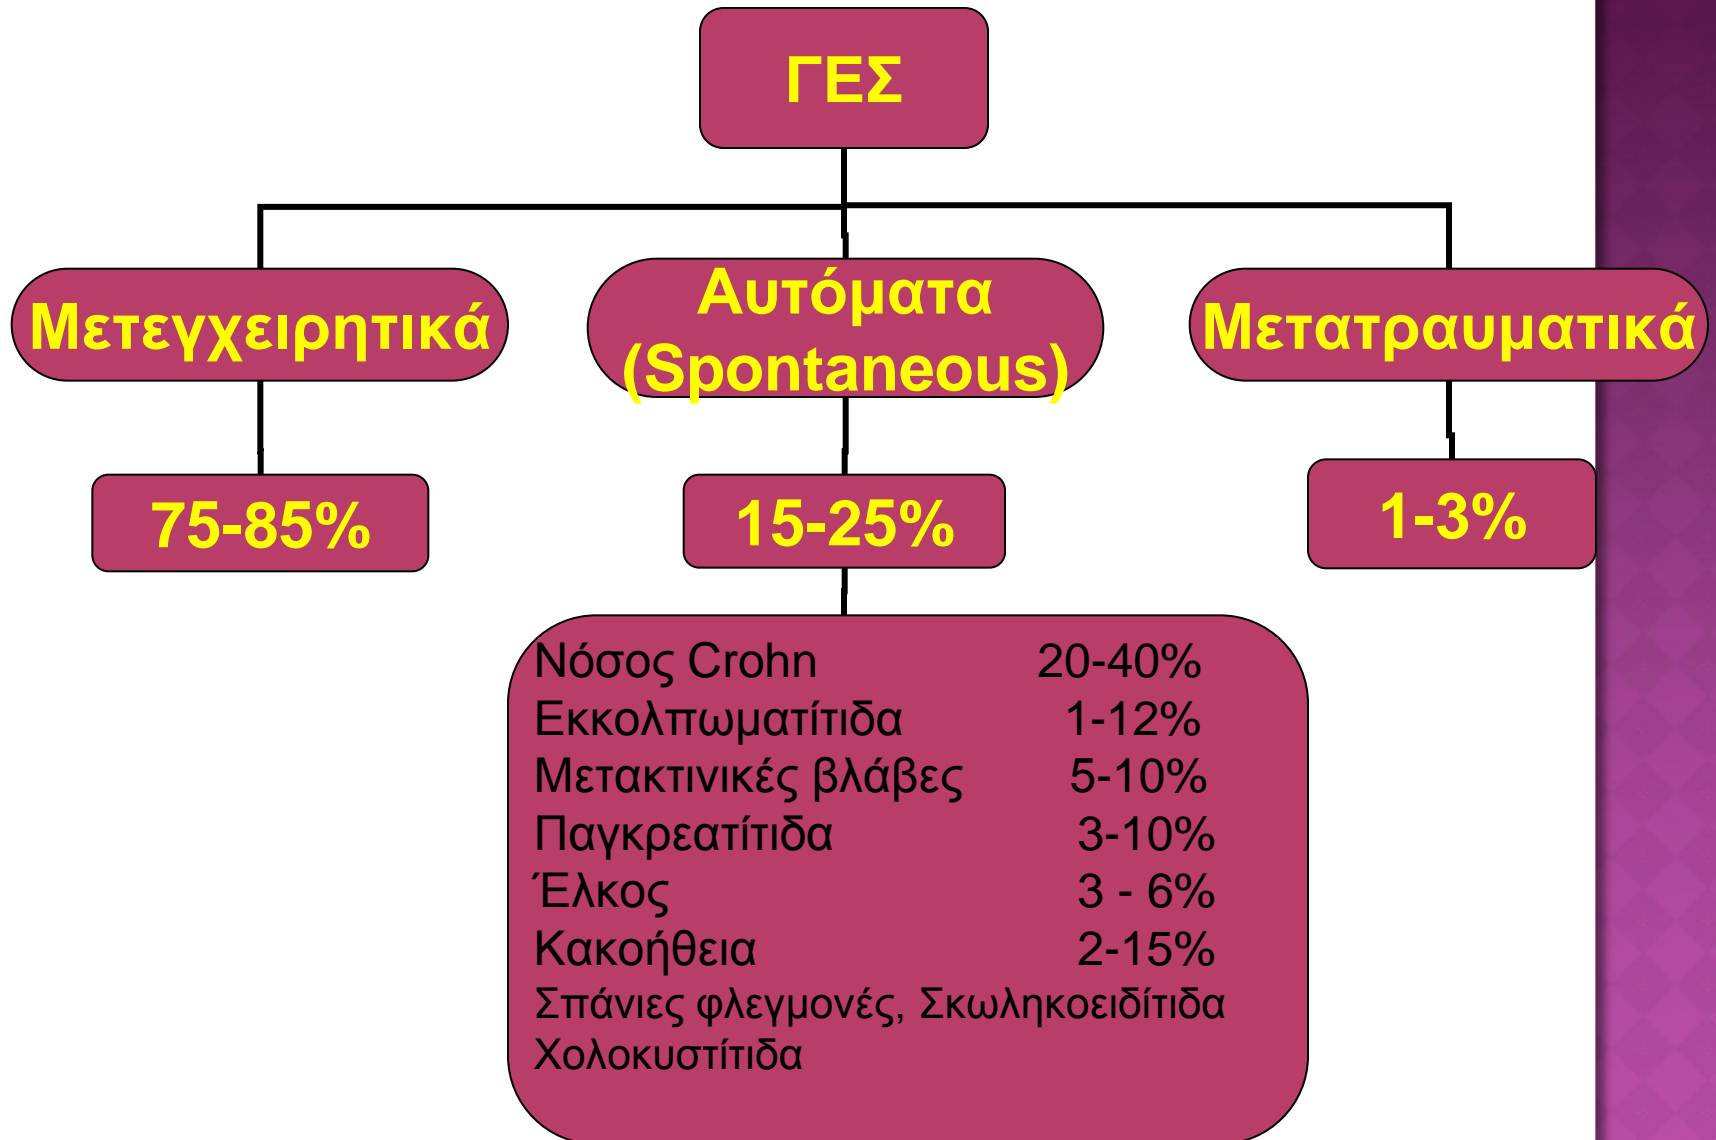 ΓΕΣ
Μετεγχειρητικά
Αυτόματα
(Spontaneous)
Μετατραυματικά
75-85%
15-25%
1-3%
Νόσος Crohn 20-40%
Εκκολπωματίτιδα 1-12%
Μετακτινικές βλάβες 5-10%
Παγκρεατίτιδα 3-10%
Έλκος 3 - 6%
Κακοήθεια 2-15%
Σπάνιες φλεγμονές, Σκωληκοειδίτιδα
Χολοκυστίτιδα